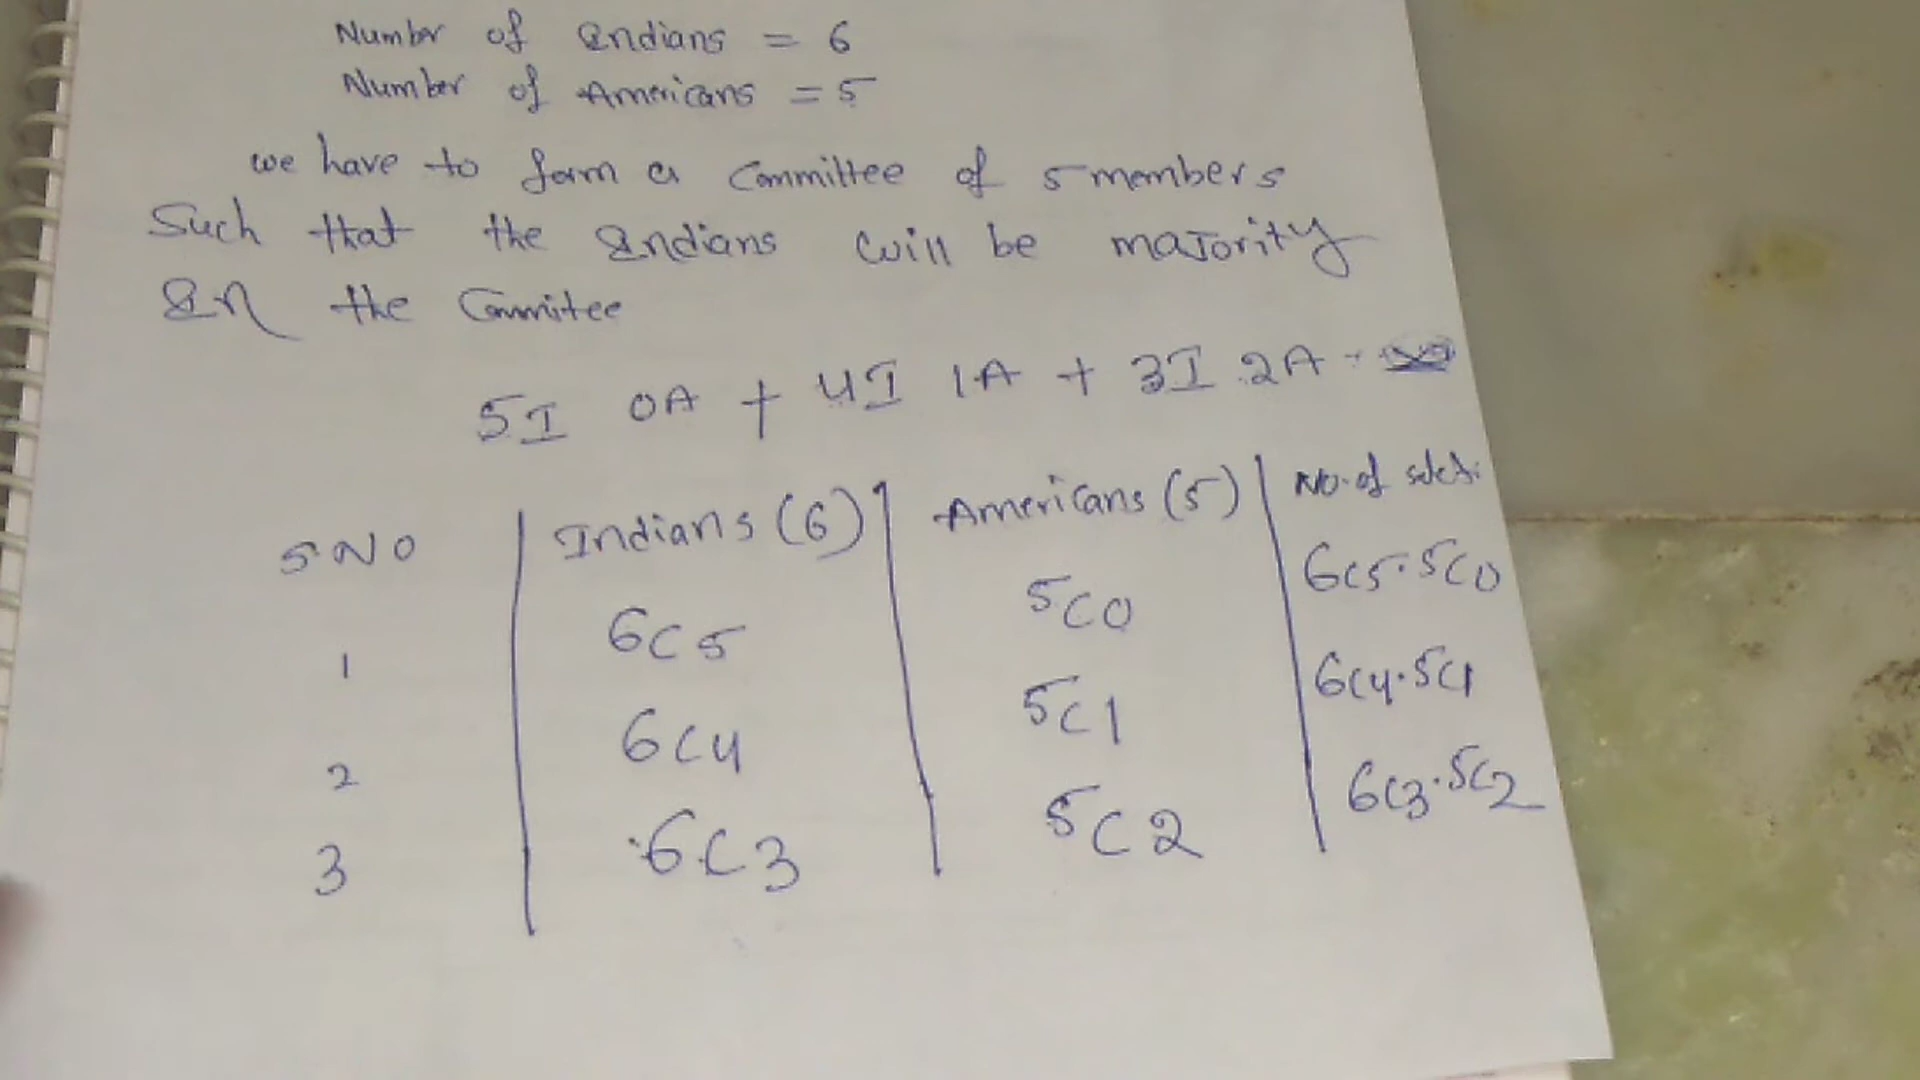 Number of Indians = 6
Number of Americans = 5
we have to form a Committee of 5 members
Such that the Indians will be majority
In the Commitee
5I 0A + 4I 1A + 3I 2A
SNO Indians (6) Americans (5) No. of selet.
1 6C5 5C0 6C5.5C0
2 6C4 5C1 6C4.5C1
3 6C3 5C2 6C3.5C2